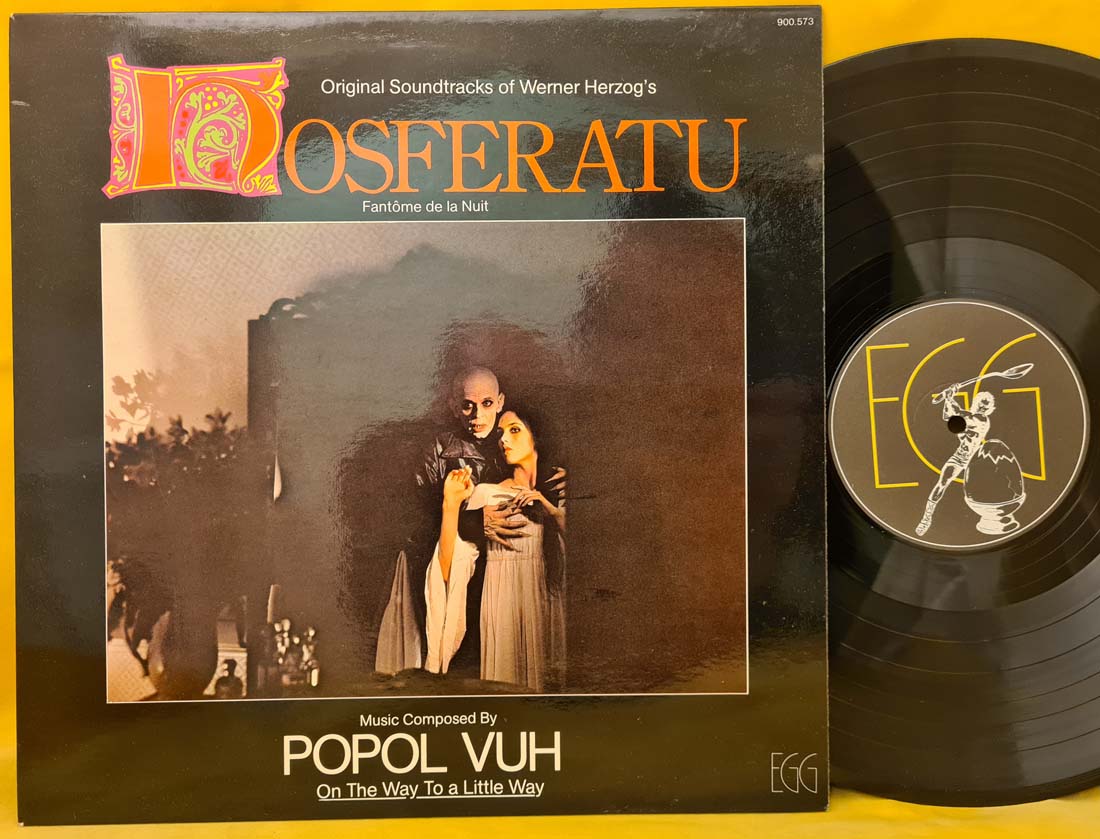 900.573
Original Soundtracks of Werner Herzog's
NOSFERATU
Fantôme de la Nuit
Music Composed By
POPOL VUH
On The Way To a Little Way
EGG
EGG